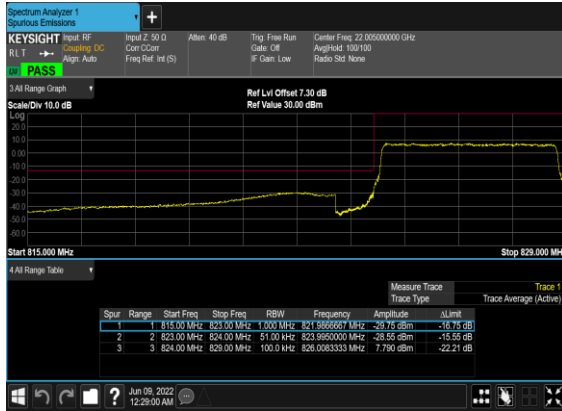 Spectrum Analyzer 1
Spurious Emissions
KEYSIGHT Input: RF Input Z: 50 Ω Atten: 40 dB Trig: Free Run Center Freq: 22.005000000 GHz
RLT Coupling: DC Corr CCorr Gate: Off Avg|Hold: 100/100
Align: Auto Freq Ref: Int (S) IF Gain: Low Radio Std: None
PASS
3 All Range Graph
Ref Lvl Offset 7.30 dB
Scale/Div 10.0 dB Ref Value 30.00 dBm
Log
20.0
10.0
0.00
-10.0
-20.0
-30.0
-40.0
-50.0
-60.0
Start 815.000 MHz Stop 829.000 MHz
4 All Range Table
Measure Trace Trace 1
Trace Type Trace Average (Active)
Spur Range Start Freq Stop Freq RBW Frequency Amplitude ΔLimit
1 1 815.00 MHz 823.00 MHz 1.000 MHz 821.9866667 MHz -29.75 dBm -16.75 dB
2 2 823.00 MHz 824.00 MHz 51.00 kHz 823.9950000 MHz -28.55 dBm -15.55 dB
3 3 824.00 MHz 829.00 MHz 100.0 kHz 826.0083333 MHz 7.790 dBm -22.21 dB
? Jun 09, 2022
12:29:00 AM